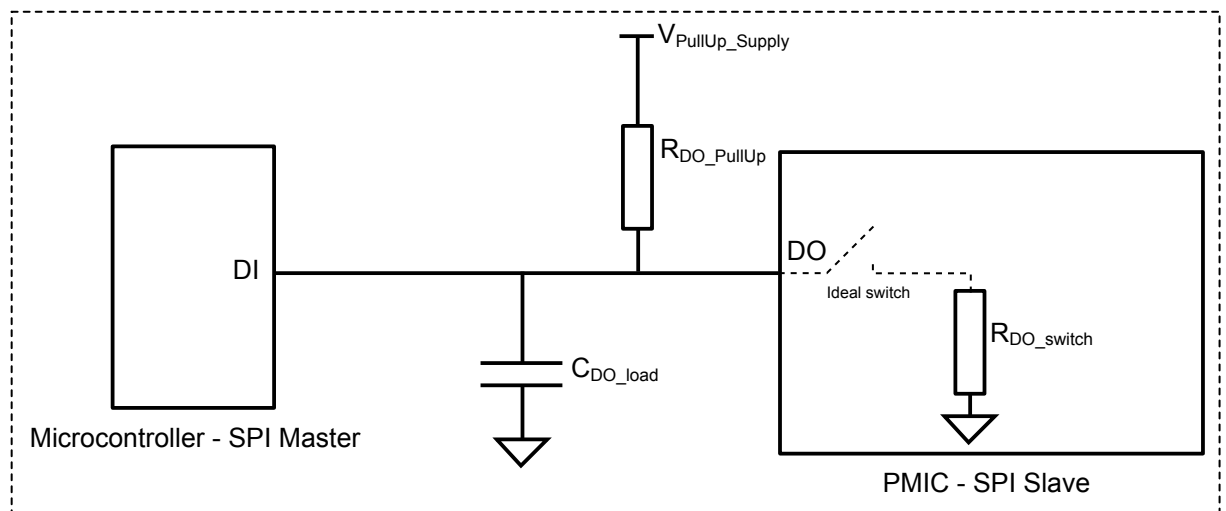 VPullUp_Supply
RDO_PullUp
DI
DO
Ideal switch
RDO_switch
CDO_load
Microcontroller - SPI Master
PMIC - SPI Slave